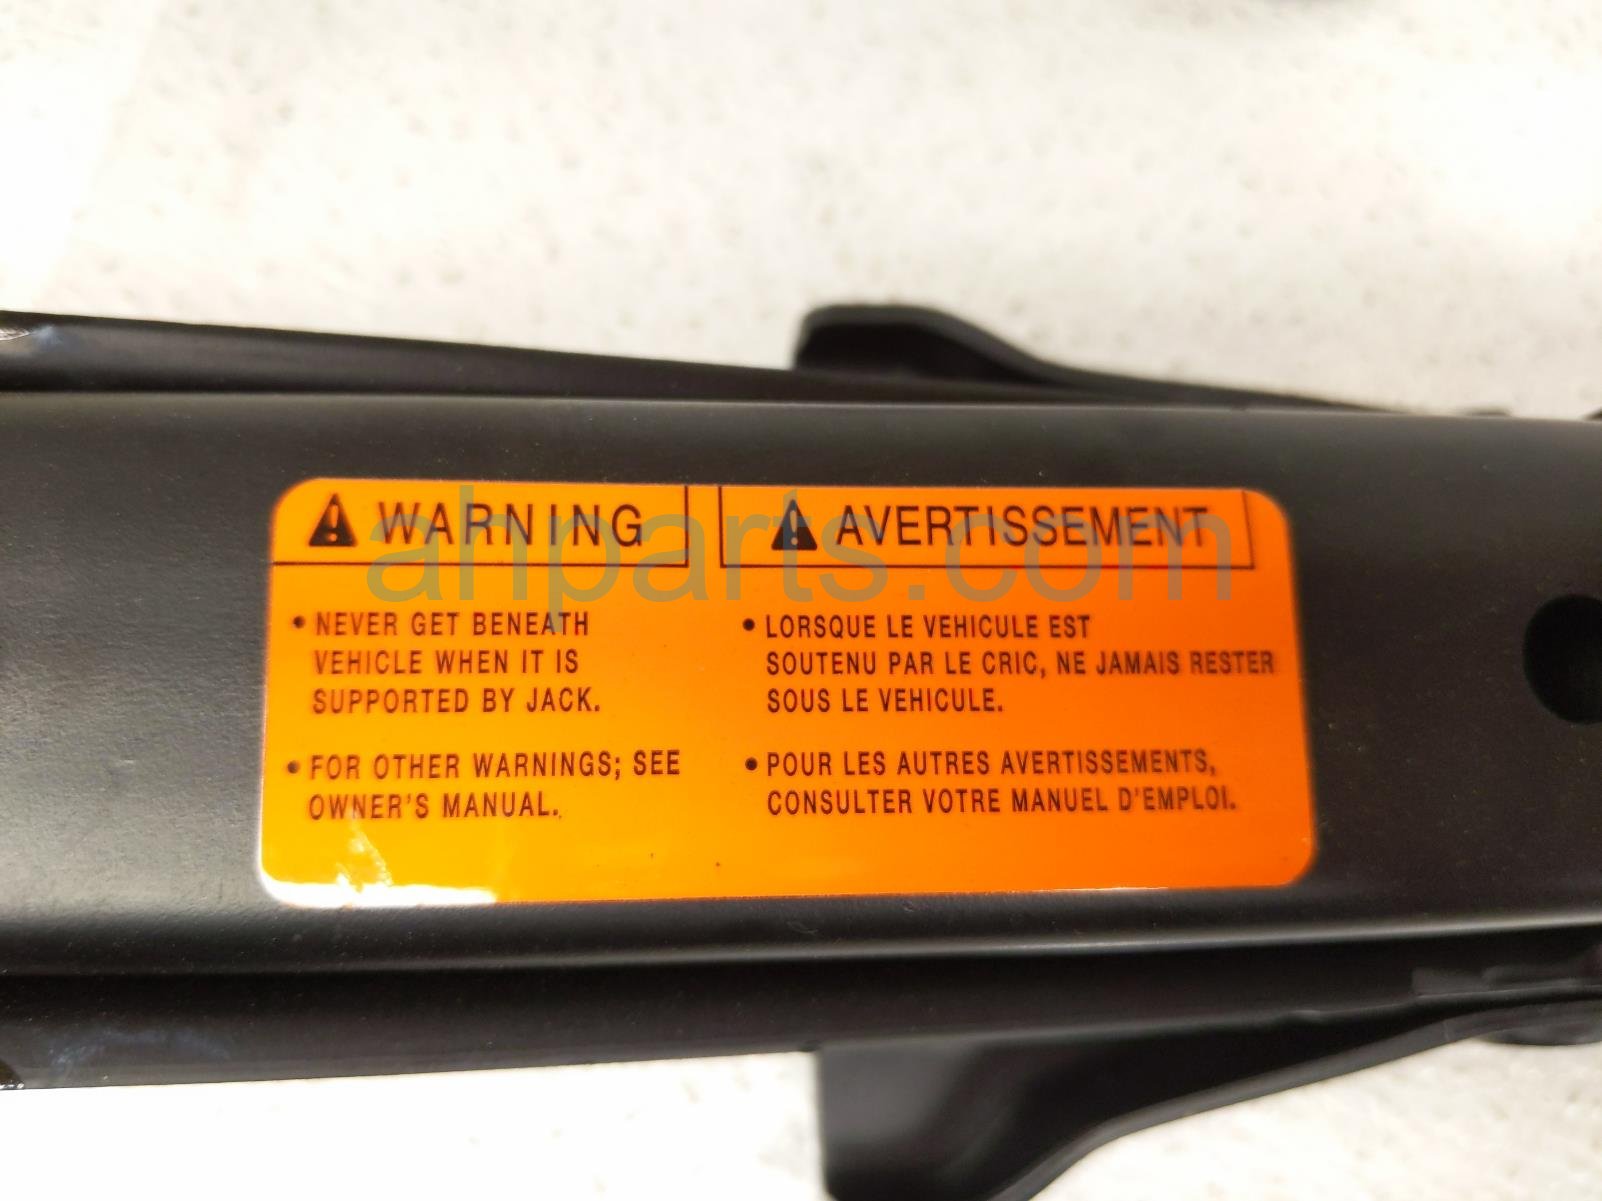 WARNING
• NEVER GET BENEATH
VEHICLE WHEN IT IS
SUPPORTED BY JACK.
• FOR OTHER WARNINGS; SEE
OWNER'S MANUAL.
AVERTISSEMENT
• LORSQUE LE VEHICULE EST
SOUTENU PAR LE CRIC, NE JAMAIS RESTER
SOUS LE VEHICULE.
• POUR LES AUTRES AVERTISSEMENTS,
CONSULTER VOTRE MANUEL D'EMPLOI.
ahparts.com